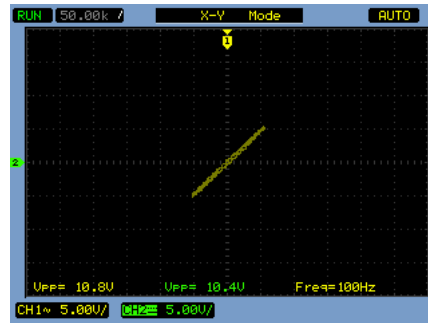 RUN 50.00k X-Y Mode AUTO
1
2
Vpp= 10.8V Vpp= 10.4V Freq=100Hz
CH1~ 5.00V/ CH2 5.00V/